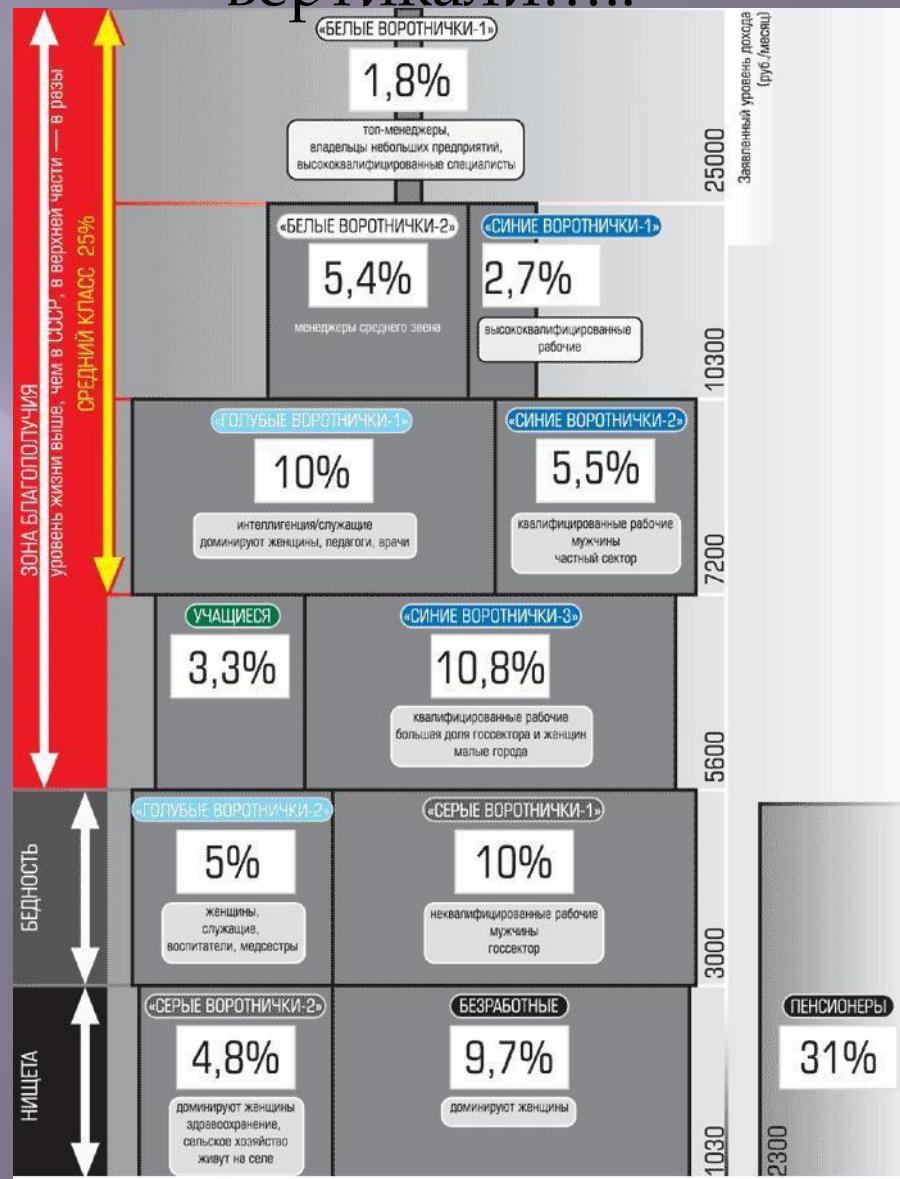 вертикали…..
«БЕЛЫЕ ВОРОТНИЧКИ-1»
1,8%
топ-менеджеры,
владельцы небольших предприятий,
высококвалифицированные специалисты
Заявленный уровень дохода
(руб./месяц)
25000
ЗОНА БЛАГОПОЛУЧИЯ
уровень жизни выше, чем в СССР, в верхней части — в разы
СРЕДНИЙ КЛАСС 25%
«БЕЛЫЕ ВОРОТНИЧКИ-2»
5,4%
менеджеры среднего звена
«СИНИЕ ВОРОТНИЧКИ-1»
2,7%
высококвалифицированные
рабочие
10300
«ГОЛУБЫЕ ВОРОТНИЧКИ-1»
10%
интеллигенция/служащие
доминируют женщины, педагоги, врачи
«СИНИЕ ВОРОТНИЧКИ-2»
5,5%
квалифицированные рабочие
мужчины
частный сектор
7200
УЧАЩИЕСЯ
3,3%
«СИНИЕ ВОРОТНИЧКИ-3»
10,8%
квалифицированные рабочие
большая доля госсектора и женщин
малые города
5600
БЕДНОСТЬ
«ГОЛУБЫЕ ВОРОТНИЧКИ-2»
5%
женщины,
служащие,
воспитатели, медсестры
«СЕРЫЕ ВОРОТНИЧКИ-1»
10%
неквалифицированные рабочие
мужчины
госсектор
3000
НИЩЕТА
«СЕРЫЕ ВОРОТНИЧКИ-2»
4,8%
доминируют женщины
здравоохранение,
сельское хозяйство
живут на селе
БЕЗРАБОТНЫЕ
9,7%
доминируют женщины
1030
ПЕНСИОНЕРЫ
31%
2300